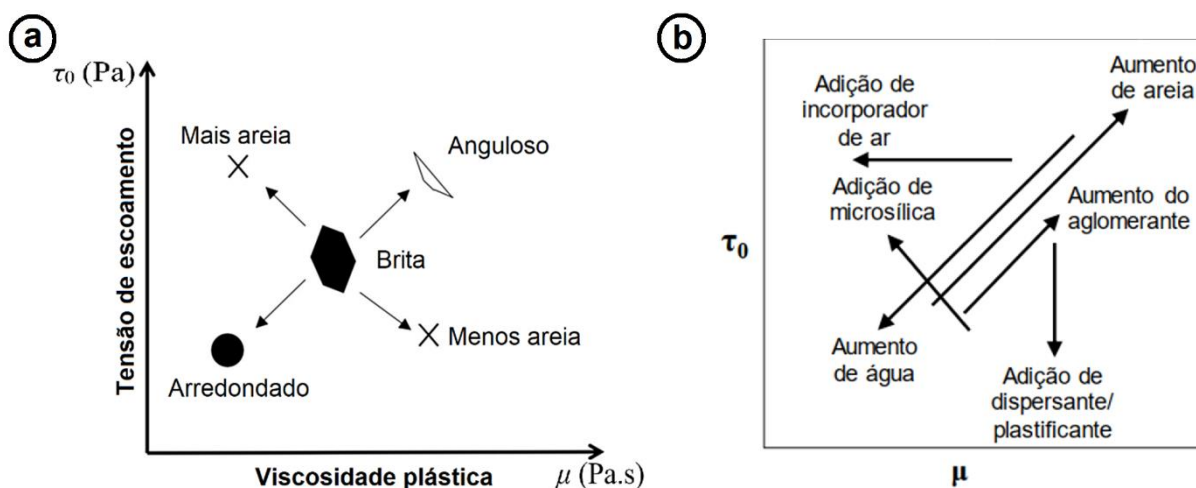 a
τ₀ (Pa)
Tensão de escoamento
Mais areia
Anguloso
Brita
Menos areia
Arredondado
Viscosidade plástica
μ (Pa.s)
b
Adição de
incorporador
de ar
Aumento
de areia
Adição de
microsílica
Aumento do
aglomerante
τ₀
Aumento
de água
Adição de
dispersante/
plastificante
μ